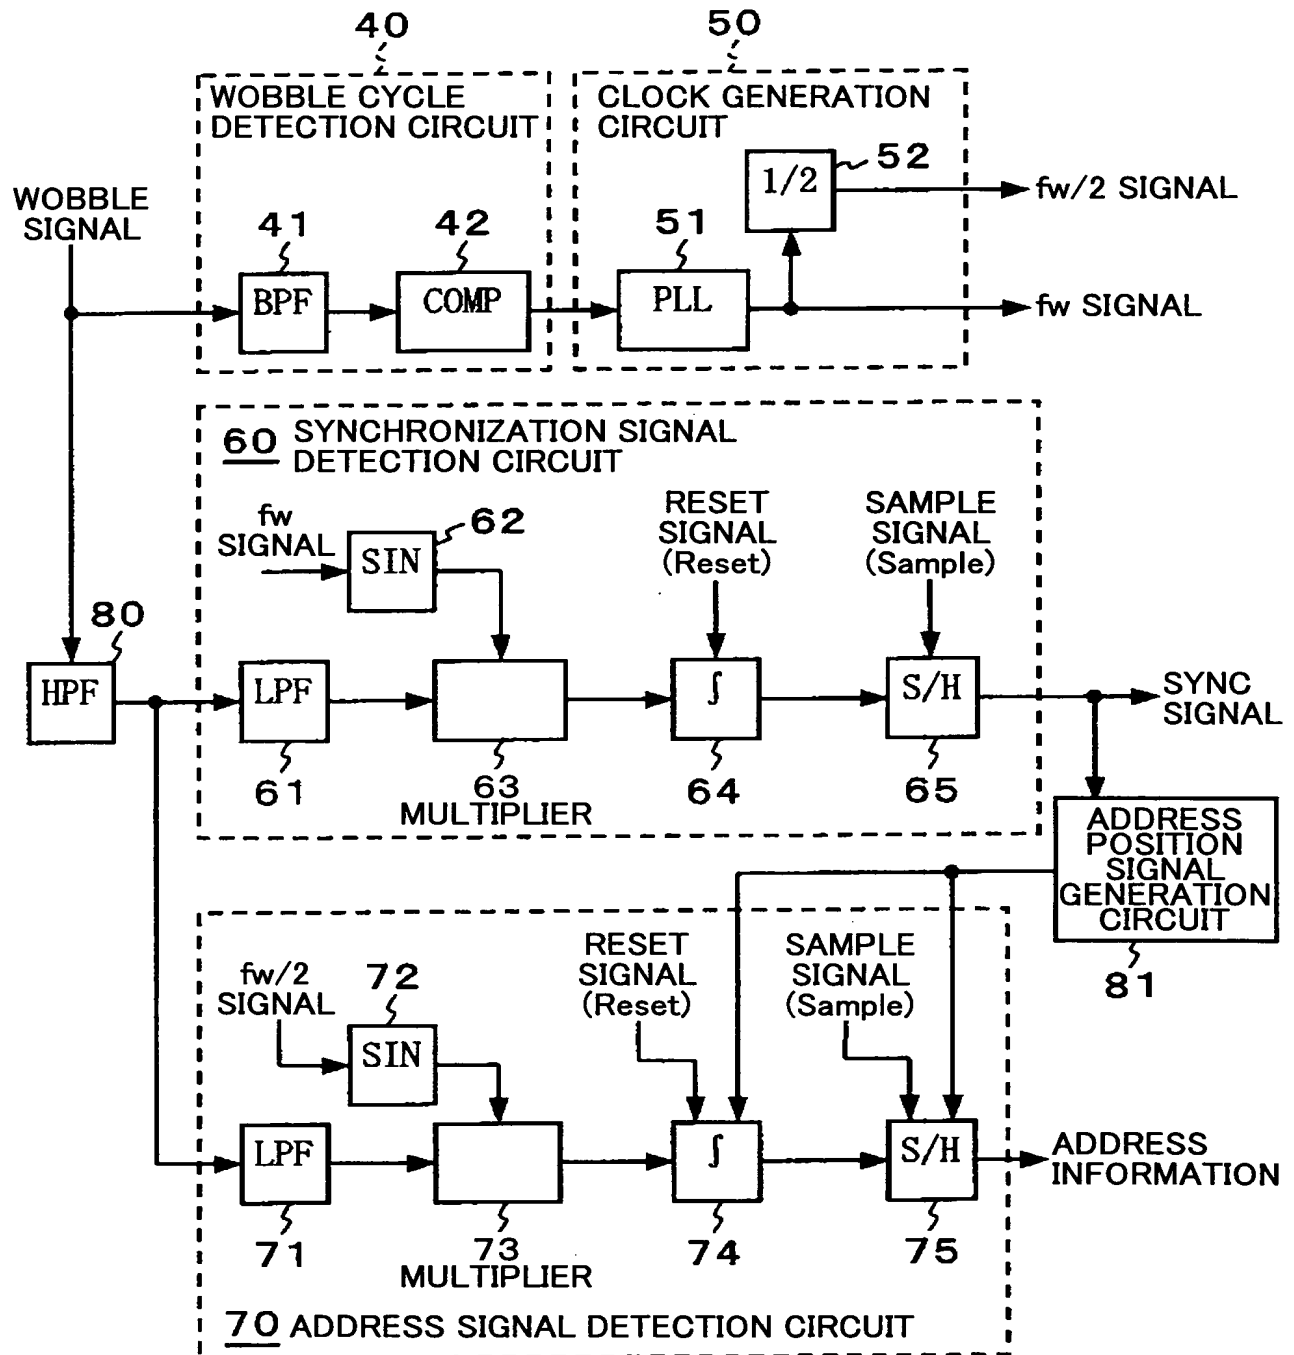 40
50
WOBBLE CYCLE
DETECTION CIRCUIT
CLOCK GENERATION
CIRCUIT
1/2
52
fw/2 SIGNAL
WOBBLE
SIGNAL
41
42
51
BPF
COMP
PLL
fw SIGNAL
60 SYNCHRONIZATION SIGNAL
DETECTION CIRCUIT
fw
SIGNAL
62
SIN
RESET
SIGNAL
(Reset)
SAMPLE
SIGNAL
(Sample)
80
HPF
LPF
∫
S/H
SYNC
SIGNAL
61
63
MULTIPLIER
64
65
ADDRESS
POSITION
SIGNAL
GENERATION
CIRCUIT
81
fw/2
SIGNAL
72
SIN
RESET
SIGNAL
(Reset)
SAMPLE
SIGNAL
(Sample)
LPF
∫
S/H
ADDRESS
INFORMATION
71
73
MULTIPLIER
74
75
70 ADDRESS SIGNAL DETECTION CIRCUIT